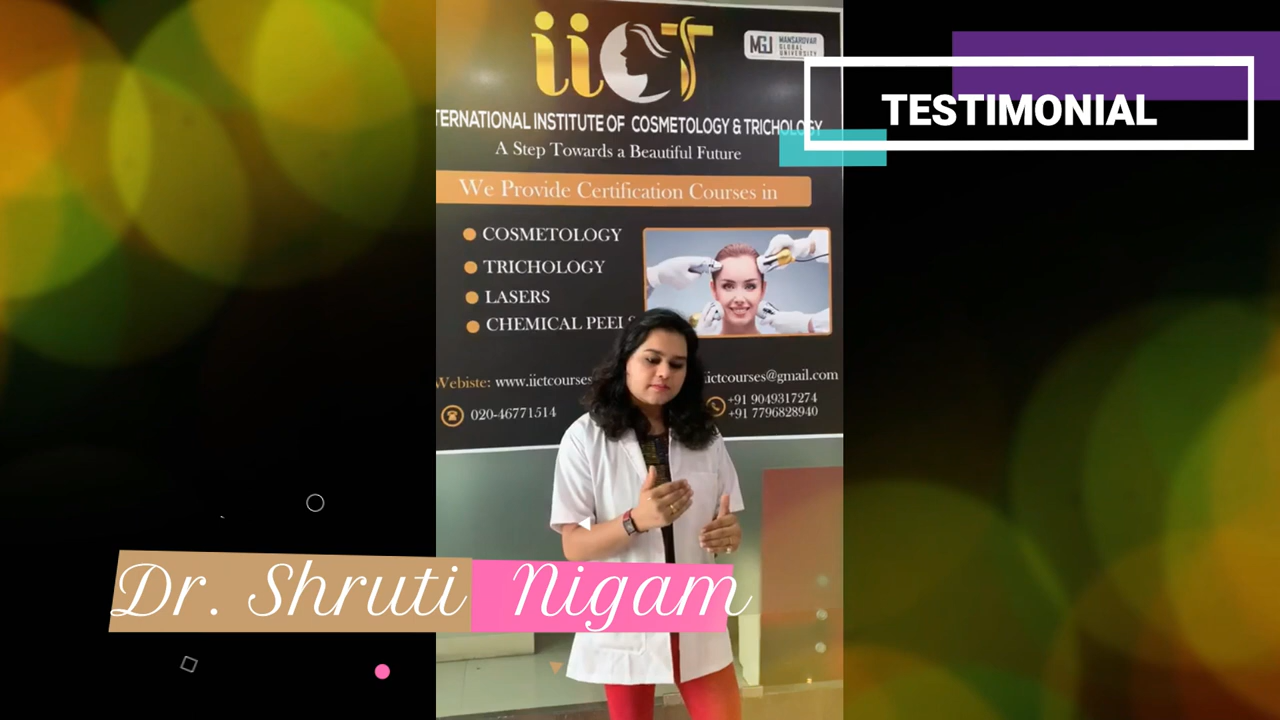 iiCT
MGU MANSAROVAR
GLOBAL
UNIVERSITY
TESTIMONIAL
TERNATIONAL INSTITUTE OF COSMETOLOGY & TRICHOLOGY
A Step Towards a Beautiful Future
We Provide Certification Courses in
COSMETOLOGY
TRICHOLOGY
LASERS
CHEMICAL PEELS
Webiste: www.iictcourses
iictcourses@gmail.com
020-46771514
+91 9049317274
+91 7796828940
Dr. Shruti Nigam